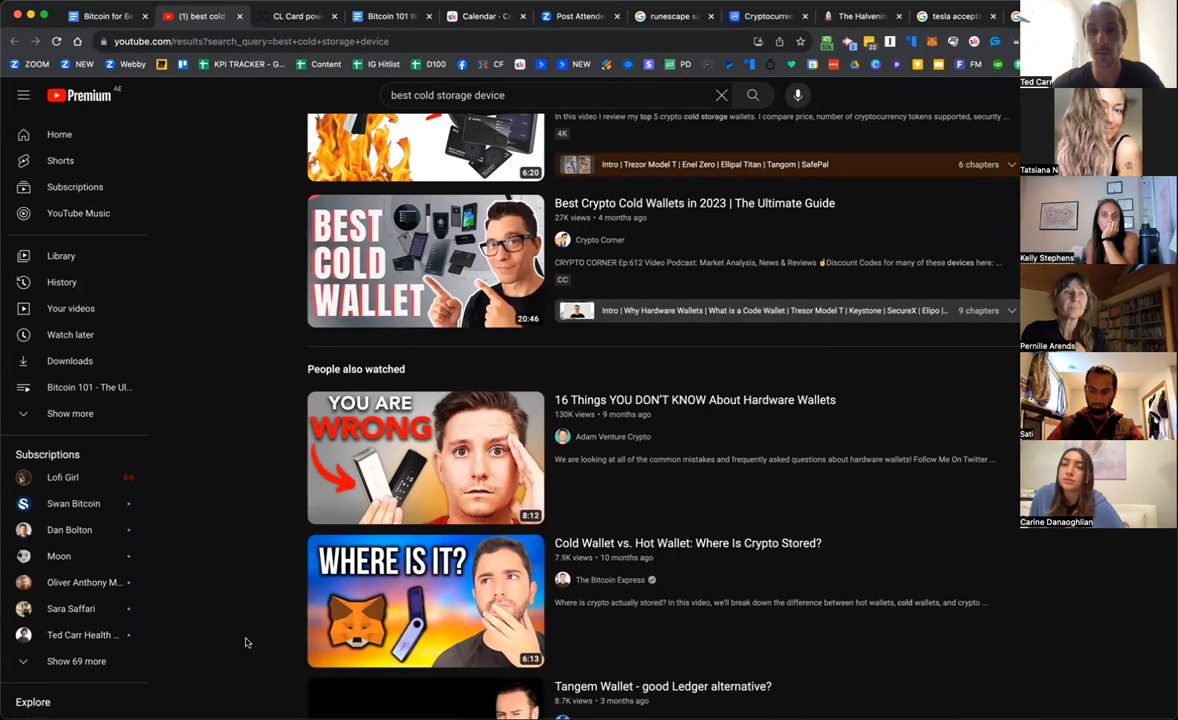 Bitcoin for Be
(1) best cold
CL Card pow
Bitcoin 101 W
Calendar - C
Post Attende
runescape sa
Cryptocurren
The Halvenin
tesla accepti
youtube.com/results?search_query=best+cold+storage+device
ZOOM
NEW
Webby
KPI TRACKER - G...
Content
IG Hitlist
D100
CF
NEW
PD
FM
Premium
AE
best cold storage device
Home
Shorts
Subscriptions
YouTube Music
Library
History
Your videos
Watch later
Downloads
Bitcoin 101 - The Ul...
Show more
Subscriptions
Lofi Girl
Swan Bitcoin
Dan Bolton
Moon
Oliver Anthony M...
Sara Saffari
Ted Carr Health ...
Show 69 more
Explore
6:20
In this video I review my top 5 crypto cold storage wallets. I compare price, number of cryptocurrency tokens supported, security ...
4K
Intro | Trezor Model T | Enel Zero | Ellipal Titan | Tangom | SafePal
6 chapters
BEST
COLD
WALLET
20:46
Best Crypto Cold Wallets in 2023 | The Ultimate Guide
27K views • 4 months ago
Crypto Corner
CRYPTO CORNER Ep:612 Video Podcast: Market Analysis, News & Reviews ☝Discount Codes for many of these devices here: ...
CC
Intro | Why Hardware Wallets | What is a Code Wallet | Tresor Model T | Keystone | SecureX | Elipo |...
9 chapters
People also watched
YOU ARE
WRONG
8:12
16 Things YOU DON'T KNOW About Hardware Wallets
130K views • 9 months ago
Adam Venture Crypto
We are looking at all of the common mistakes and frequently asked questions about hardware wallets! Follow Me On Twitter ...
WHERE IS IT?
6:13
Cold Wallet vs. Hot Wallet: Where Is Crypto Stored?
7.9K views • 10 months ago
The Bitcoin Express
Where is crypto actually stored? In this video, we'll break down the difference between hot wallets, cold wallets, and crypto ...
Tangem Wallet - good Ledger alternative?
8.7K views • 3 months ago
Ted Carr
Tatsiana N
Kelly Stephens
Pernille Arends
Sati
Carine Danaoghlian